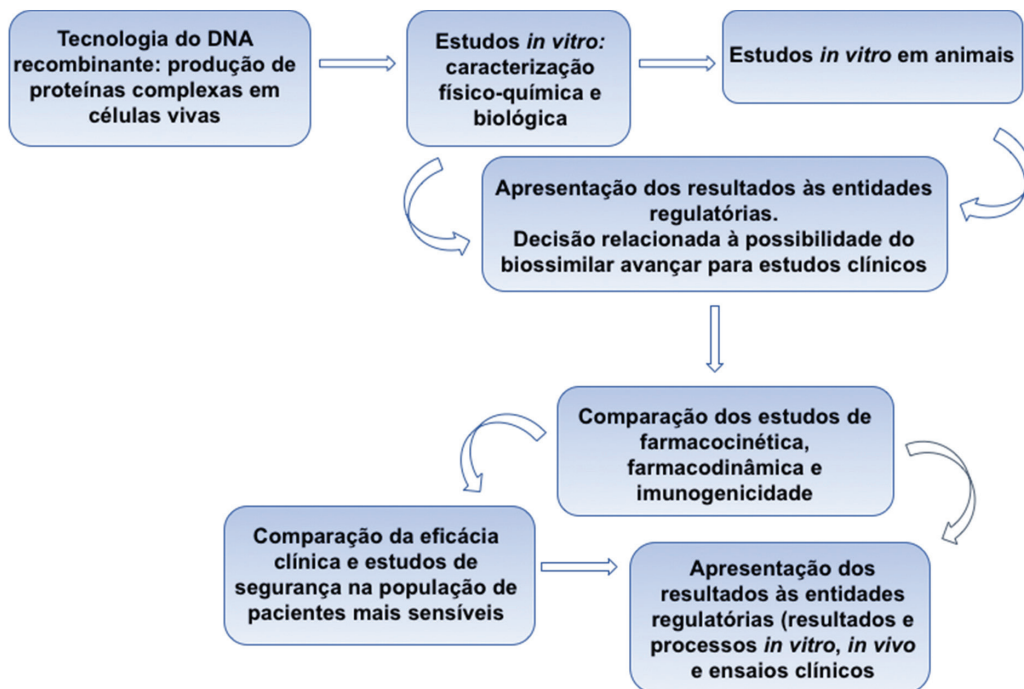 Tecnologia do DNA
recombinante: produção de
proteínas complexas em
células vivas
Estudos in vitro:
caracterização
físico-química e
biológica
Estudos in vitro em animais
Apresentação dos resultados às entidades
regulatórias.
Decisão relacionada à possibilidade do
biossimilar avançar para estudos clínicos
Comparação dos estudos de
farmacocinética,
farmacodinâmica e
imunogenicidade
Comparação da eficácia
clínica e estudos de
segurança na população de
pacientes mais sensíveis
Apresentação dos
resultados às entidades
regulatórias (resultados e
processos in vitro, in vivo
e ensaios clínicos